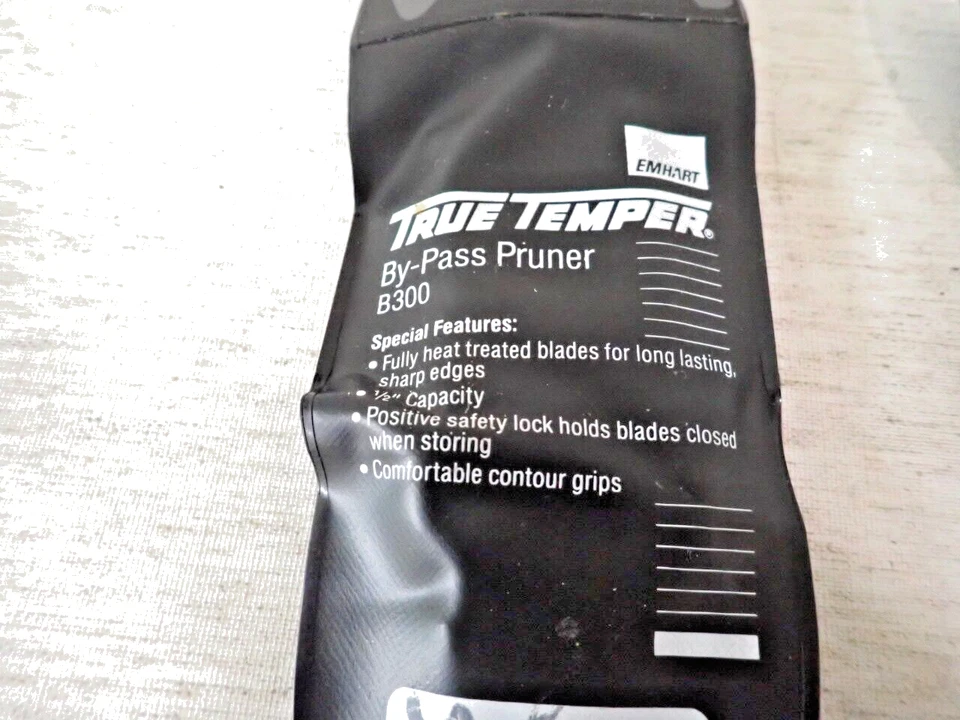 EMHART
TRUE TEMPER®
By-Pass Pruner
B300
Special Features:
• Fully heat treated blades for long lasting,
sharp edges
• ½" Capacity
• Positive safety lock holds blades closed
when storing
• Comfortable contour grips